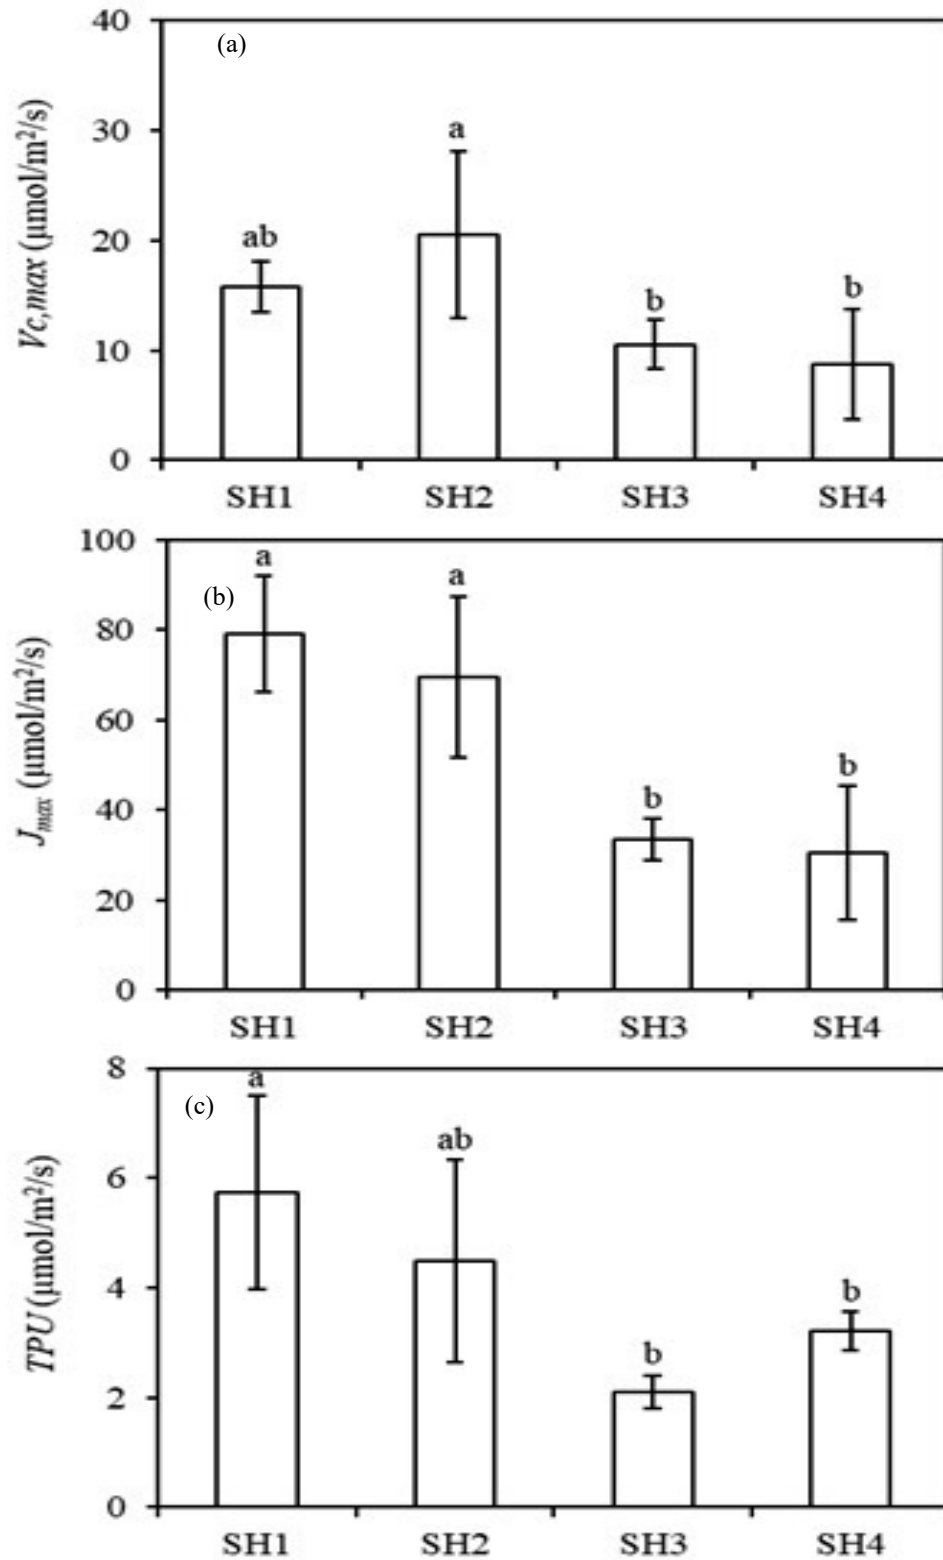 40
(a)
30
a
ab
20
b
b
10
0
Vc,max (µmol/m²/s)
SH1 SH2 SH3 SH4
100
a
a
(b)
80
60
b
b
40
20
0
Jmax (µmol/m²/s)
SH1 SH2 SH3 SH4
8
a
(c)
ab
6
4
b
b
2
0
TPU (µmol/m²/s)
SH1 SH2 SH3 SH4